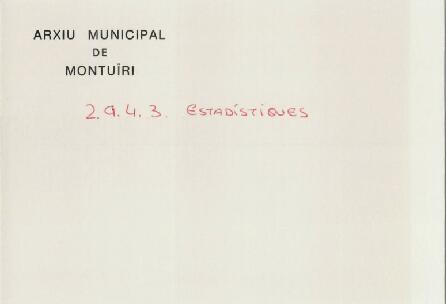 ARXIU MUNICIPAL
DE
MONTUÏRI
2.9.4.3. ESTADÍSTIQUES